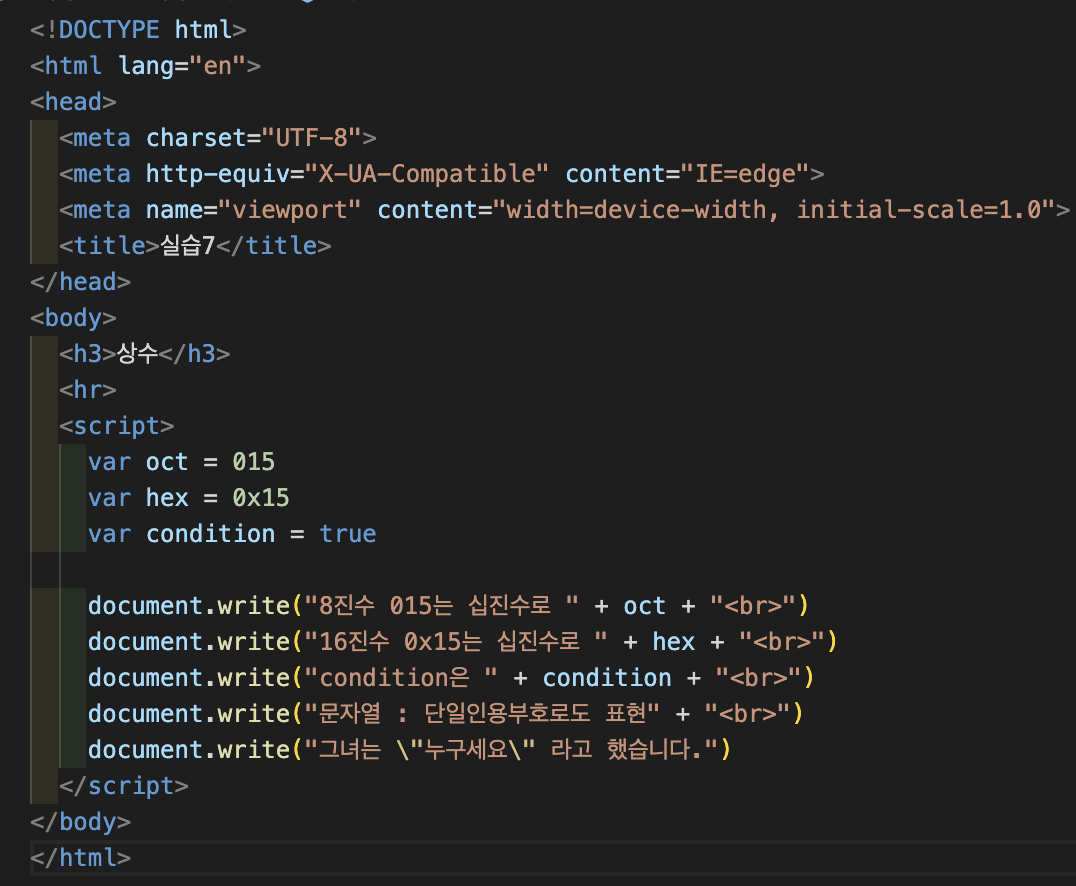 <!DOCTYPE html>
<html lang="en">
<head>
  <meta charset="UTF-8">
  <meta http-equiv="X-UA-Compatible" content="IE=edge">
  <meta name="viewport" content="width=device-width, initial-scale=1.0">
  <title>실습7</title>
</head>
<body>
  <h3>상수</h3>
  <hr>
  <script>
    var oct = 015
    var hex = 0x15
    var condition = true

    document.write("8진수 015는 십진수로 " + oct + "<br>")
    document.write("16진수 0x15는 십진수로 " + hex + "<br>")
    document.write("condition은 " + condition + "<br>")
    document.write("문자열 : 단일인용부호로도 표현" + "<br>")
    document.write("그녀는 \"누구세요\" 라고 했습니다.")
  </script>
</body>
</html>